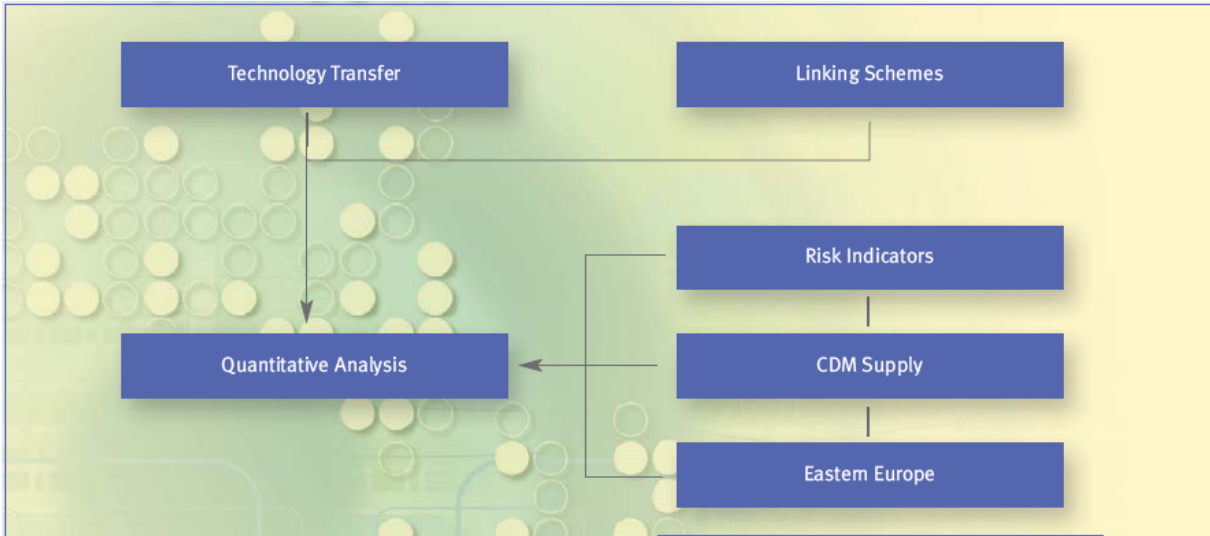 Technology Transfer
Linking Schemes
Risk Indicators
Quantitative Analysis
CDM Supply
Eastern Europe